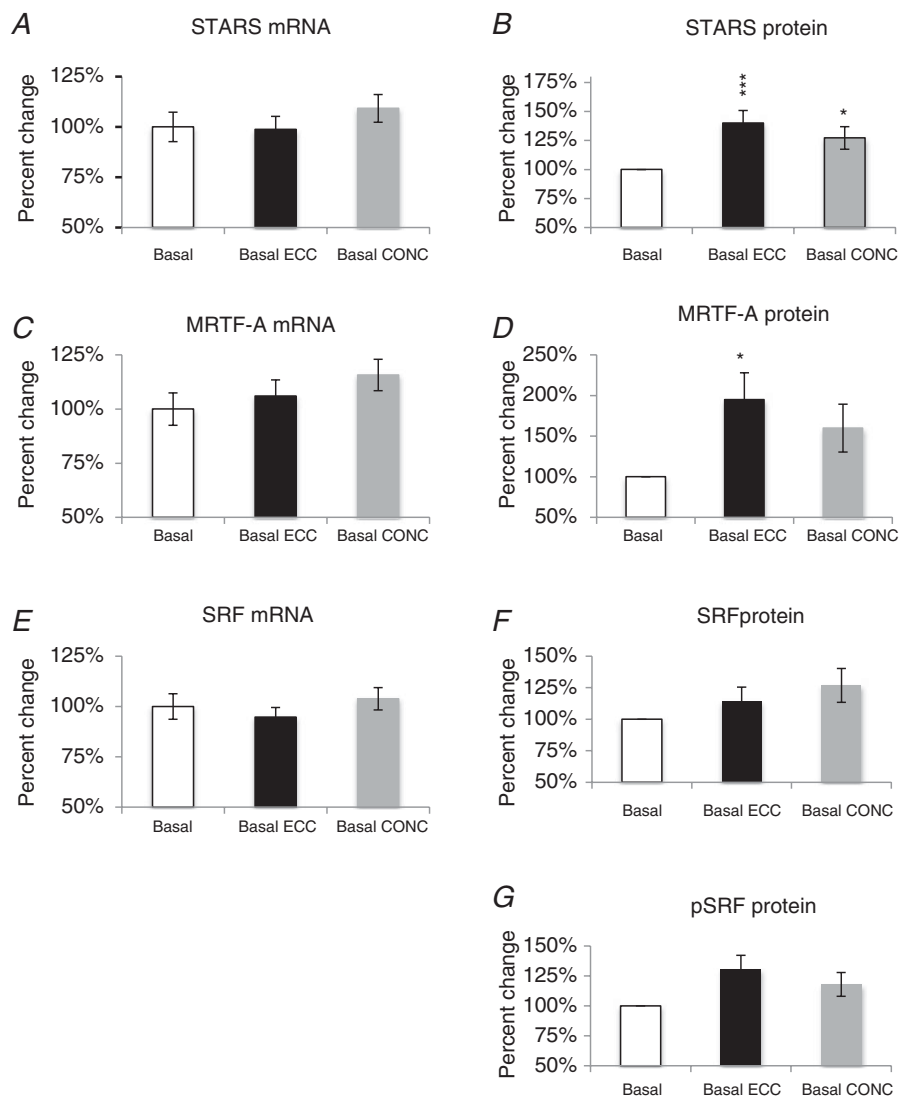 A
STARS mRNA
Percent change
125%
100%
75%
50%
Basal
Basal ECC
Basal CONC
B
STARS protein
Percent change
175%
150%
125%
100%
75%
50%
***
*
Basal
Basal ECC
Basal CONC
C
MRTF-A mRNA
Percent change
125%
100%
75%
50%
Basal
Basal ECC
Basal CONC
D
MRTF-A protein
Percent change
250%
200%
150%
100%
50%
*
Basal
Basal ECC
Basal CONC
E
SRF mRNA
Percent change
125%
100%
75%
50%
Basal
Basal ECC
Basal CONC
F
SRFprotein
Percent change
150%
125%
100%
75%
50%
Basal
Basal ECC
Basal CONC
G
pSRF protein
Percent change
150%
125%
100%
75%
50%
Basal
Basal ECC
Basal CONC